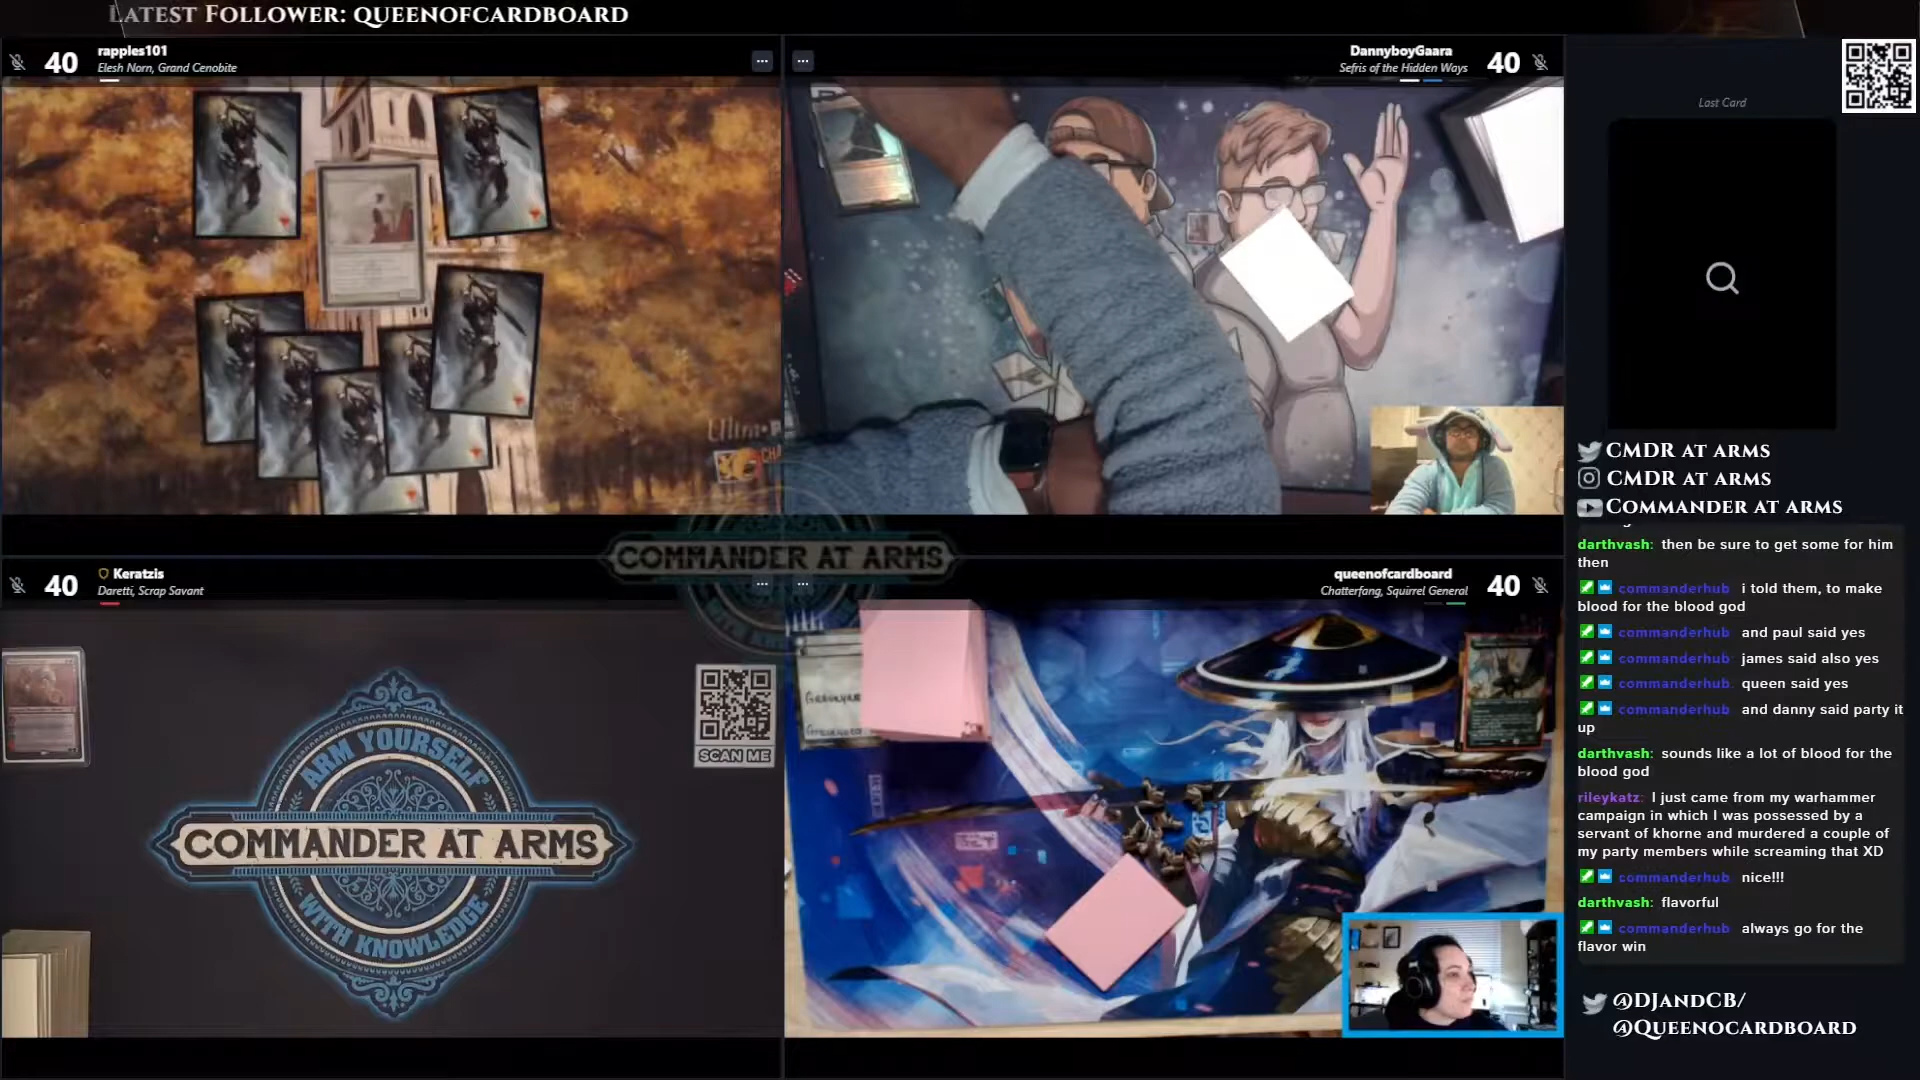 Latest Follower: queenofcardboard
40
rapples101
Elesh Norn, Grand Cenobite
DannyboyGaara
Sefris of the Hidden Ways
40
Last Card
40
Keratzis
Daretti, Scrap Savant
COMMANDER AT ARMS
queenofcardboard
Chatterfang, Squirrel General
40
ARM YOURSELF
COMMANDER AT ARMS
WITH KNOWLEDGE
SCAN ME
CMDR at Arms
CMDR at Arms
Commander at Arms
darthvash: then be sure to get some for him
then
commanderhub: i told them, to make
blood for the blood god
commanderhub: and paul said yes
commanderhub: james said also yes
commanderhub: queen said yes
commanderhub: and danny said party it
up
darthvash: sounds like a lot of blood for the
blood god
rileykatz: I just came from my warhammer
campaign in which I was possessed by a
servant of khorne and murdered a couple of
my party members while screaming that XD
commanderhub: nice!!!
darthvash: flavorful
commanderhub: always go for the
flavor win
@DJandCB/
@Queenocardboard